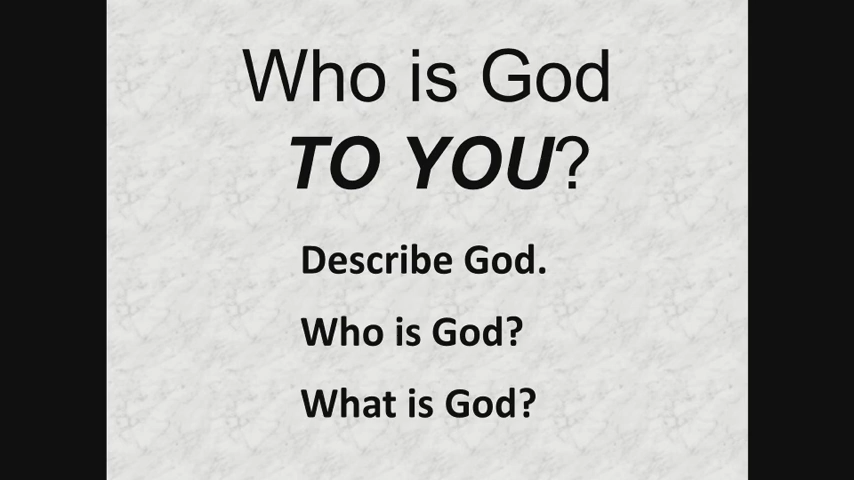 Who is God
TO YOU?
Describe God.
Who is God?
What is God?